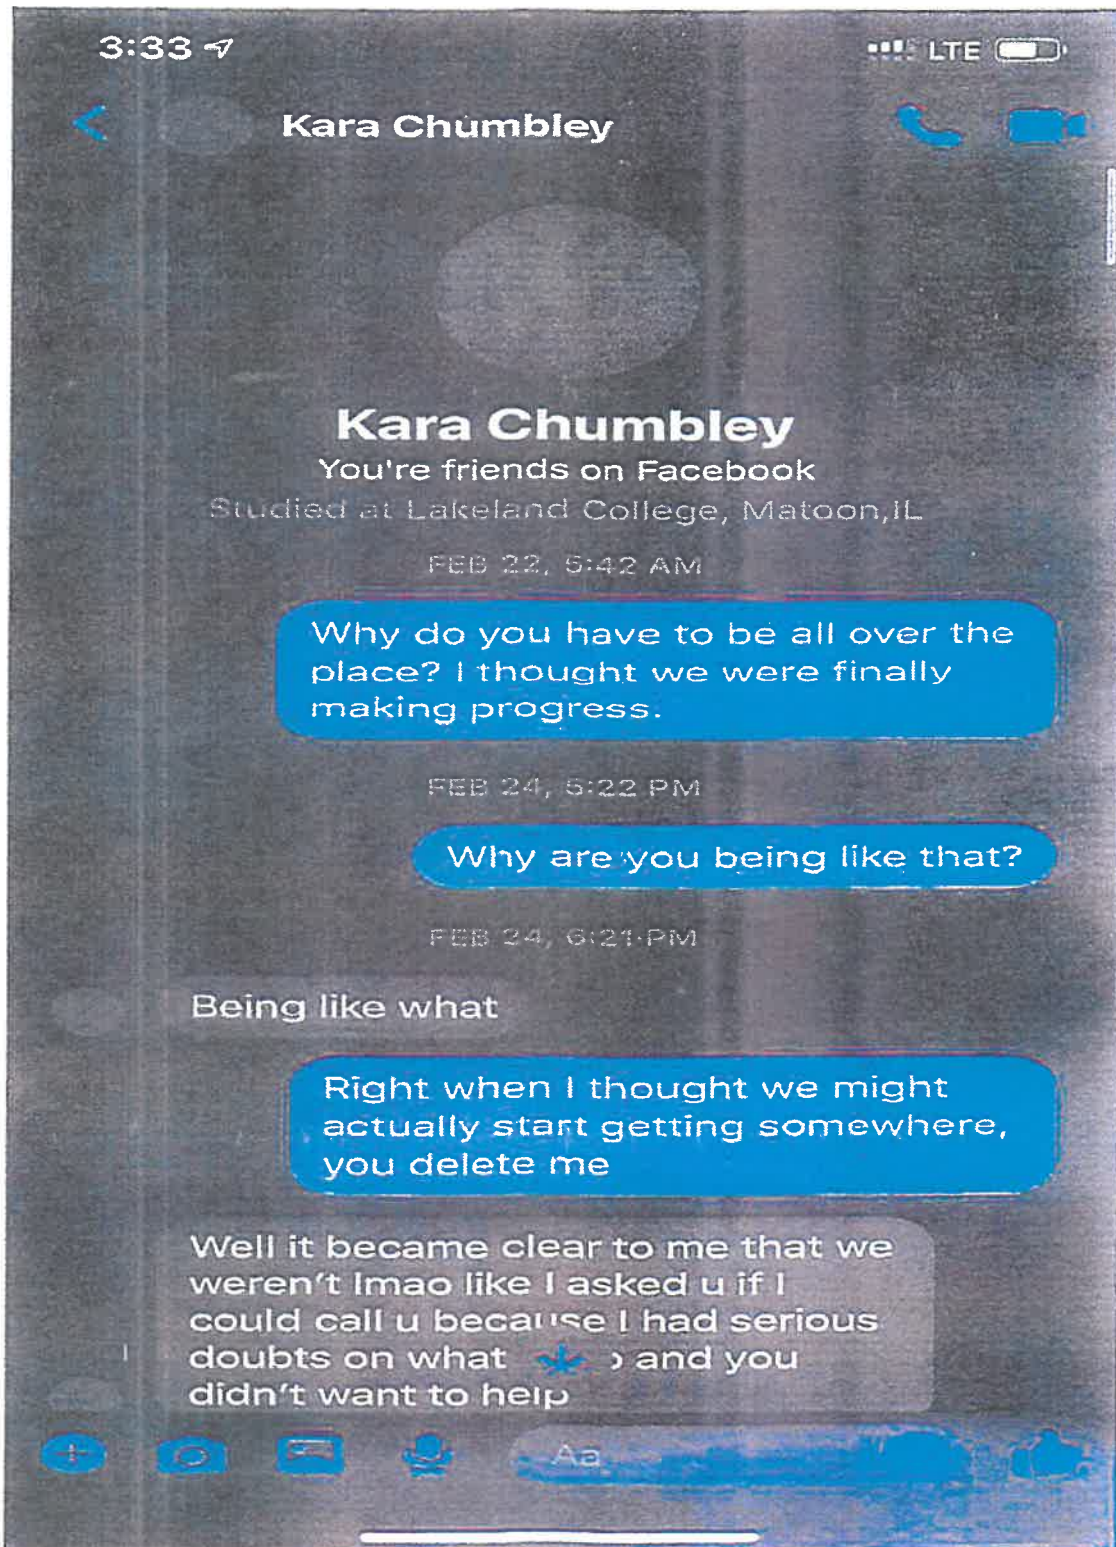 3:33 LTE
Kara Chumbley
Kara Chumbley
You're friends on Facebook
Studied at Lakeland College, Matoon,IL
FEB 22, 5:42 AM
Why do you have to be all over the
place? I thought we were finally
making progress.
FEB 24, 5:22 PM
Why are you being like that?
FEB 24, 6:21 PM
Being like what
Right when I thought we might
actually start getting somewhere,
you delete me
Well it became clear to me that we
weren't lmao like I asked u if I
could call u because I had serious
doubts on what and you
didn't want to help
Aa